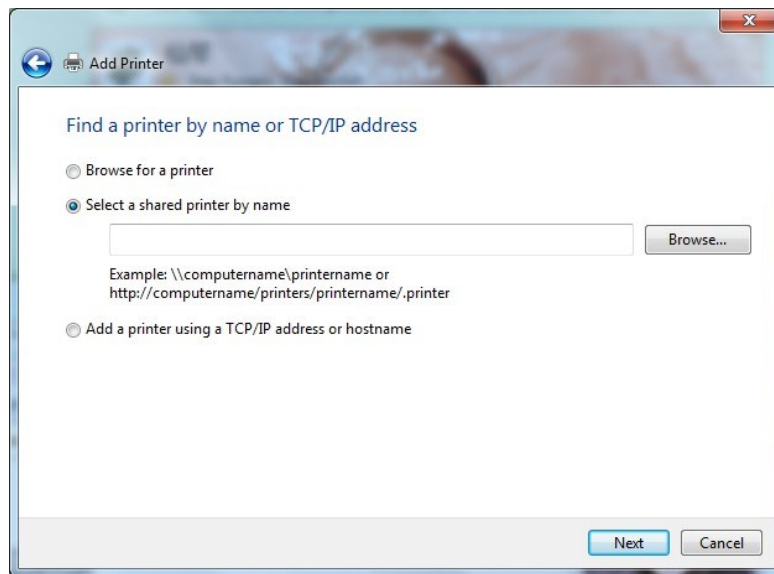 Add Printer
Find a printer by name or TCP/IP address
Browse for a printer
Select a shared printer by name
Browse...
Example: \\computername\printername or
http://computername/printers/printername/.printer
Add a printer using a TCP/IP address or hostname
Next
Cancel